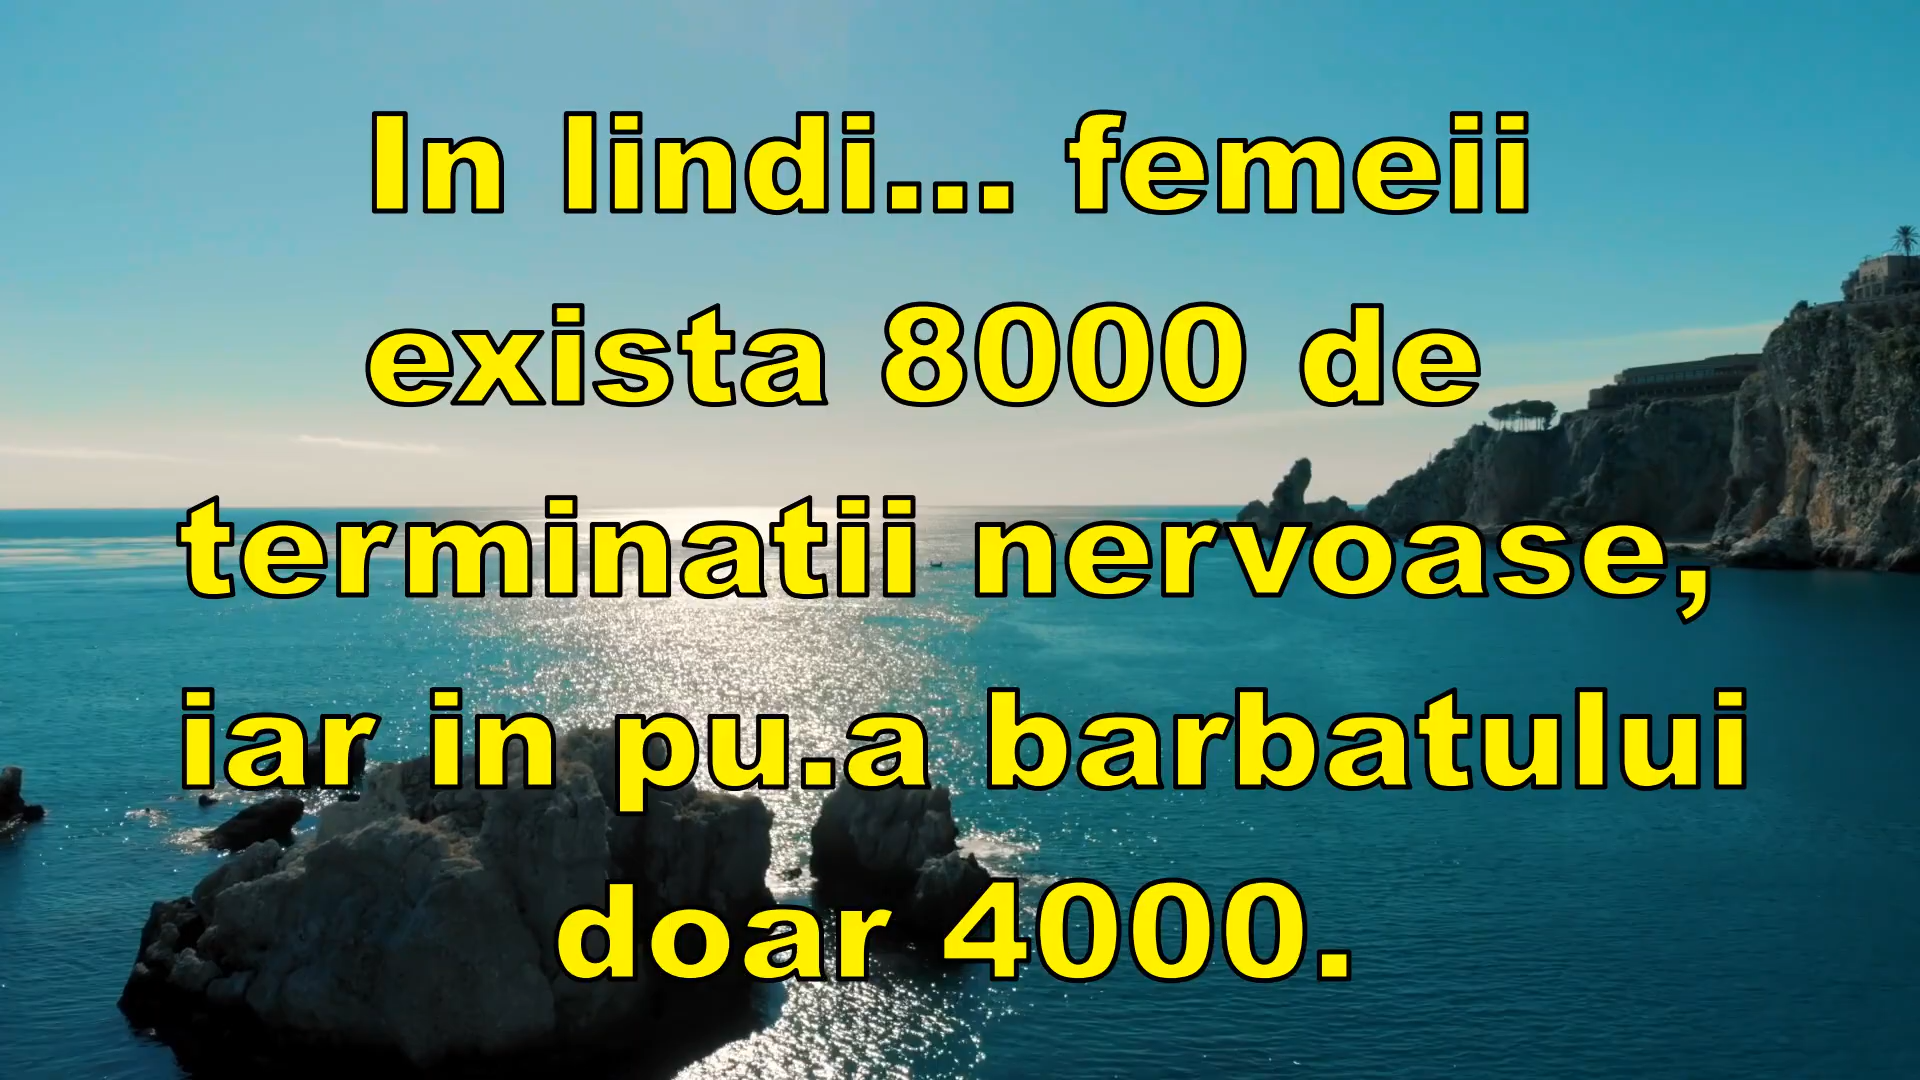 In lindi... femeii
exista 8000 de
terminatii nervoase,
iar in pu.a barbatului
doar 4000.